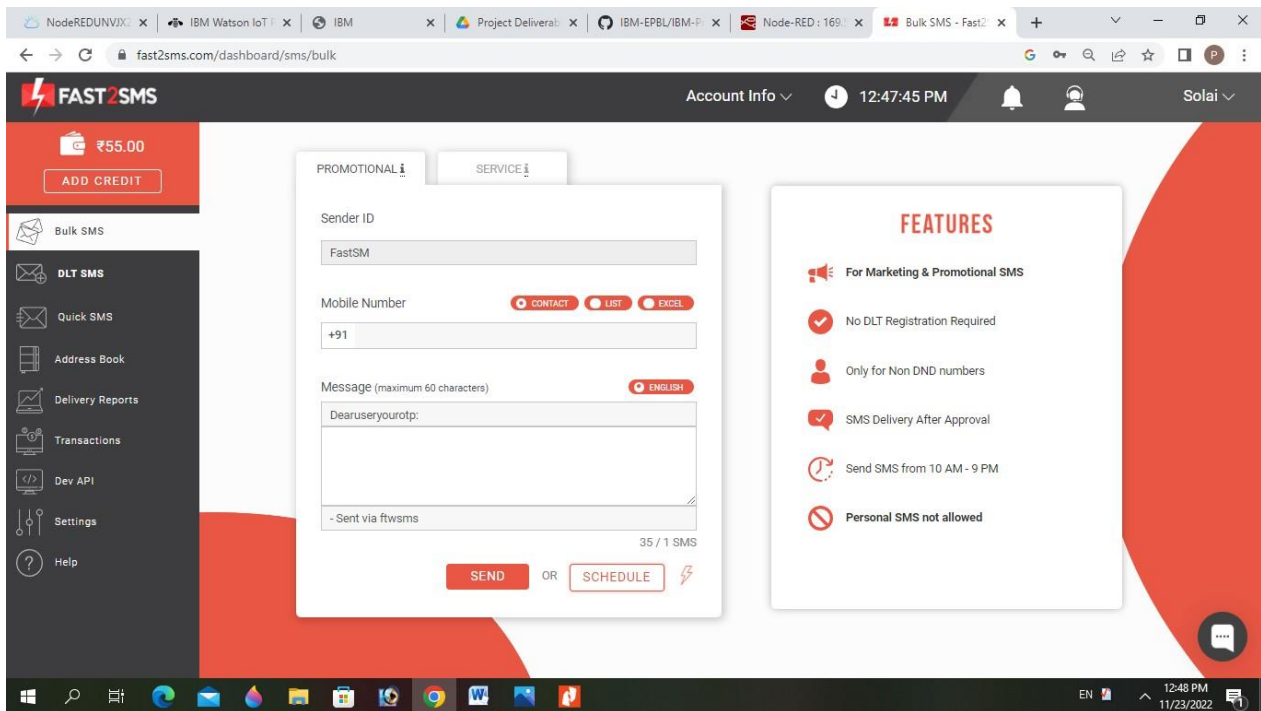 NodeREDUNVJX
IBM Watson IoT P
IBM
Project Deliverab
IBM-EPBL/IBM-P
Node-RED : 169.
Bulk SMS - Fast2
fast2sms.com/dashboard/sms/bulk
FAST2SMS
Account Info
12:47:45 PM
Solai
₹55.00
ADD CREDIT
Bulk SMS
DLT SMS
Quick SMS
Address Book
Delivery Reports
Transactions
Dev API
Settings
Help
PROMOTIONAL i
SERVICE i
Sender ID
FastSM
Mobile Number
CONTACT
LIST
EXCEL
+91
Message (maximum 60 characters)
ENGLISH
Dearuseryourotp:
- Sent via ftwsms
35 / 1 SMS
SEND
OR
SCHEDULE
FEATURES
For Marketing & Promotional SMS
No DLT Registration Required
Only for Non DND numbers
SMS Delivery After Approval
Send SMS from 10 AM - 9 PM
Personal SMS not allowed
EN
12:48 PM
11/23/2022